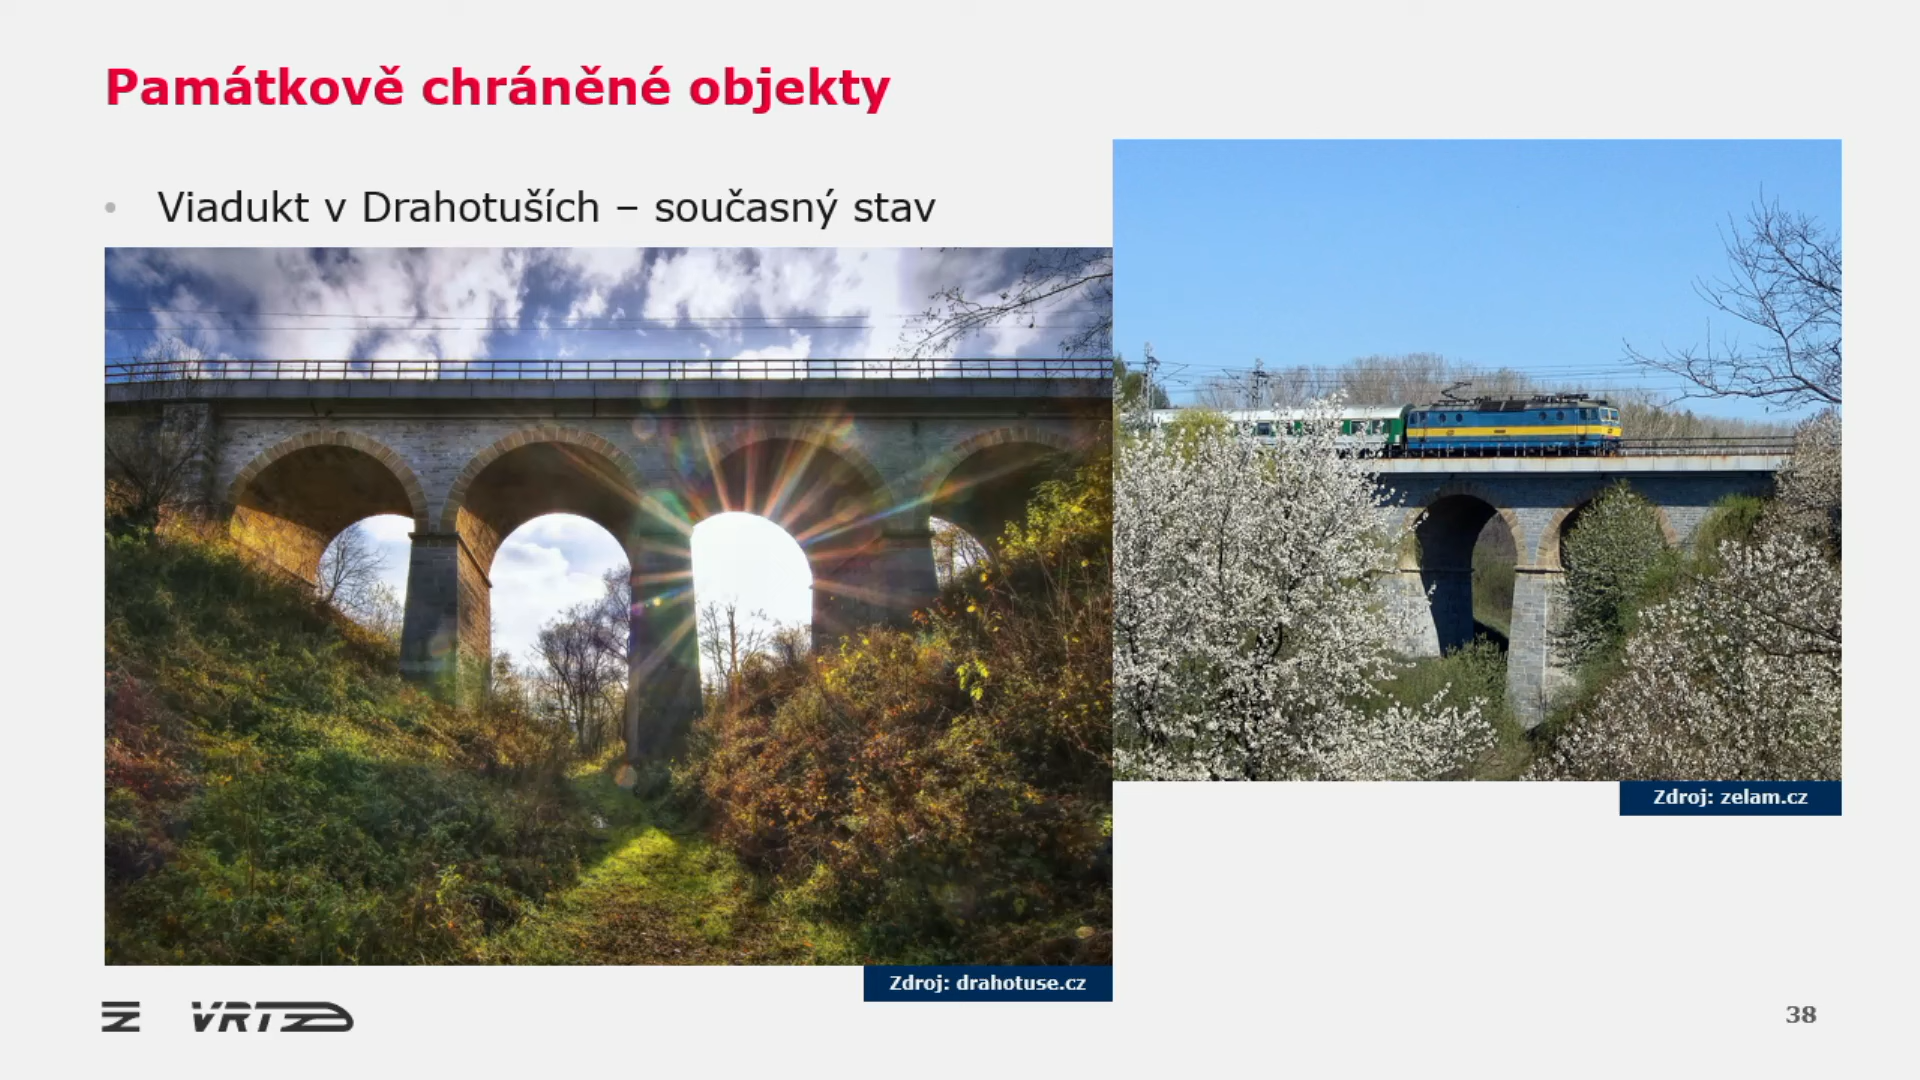 Památkově chráněné objekty
• Viadukt v Drahotuších – současný stav
Zdroj: zelam.cz
Zdroj: drahotuse.cz
VRT
38